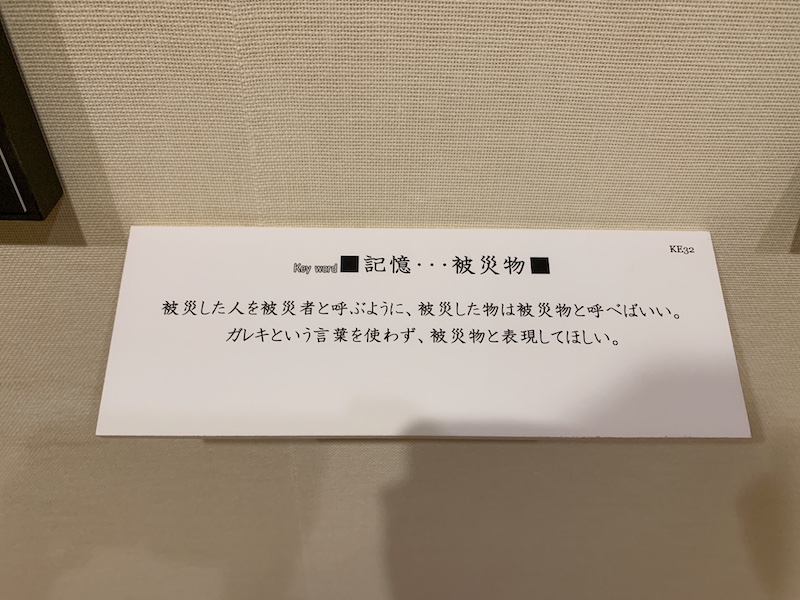 KE32
Key word ■記憶・・・被災物■
被災した人を被災者と呼ぶように、被災した物は被災物と呼べばいい。
ガレキという言葉を使わず、被災物と表現してほしい。